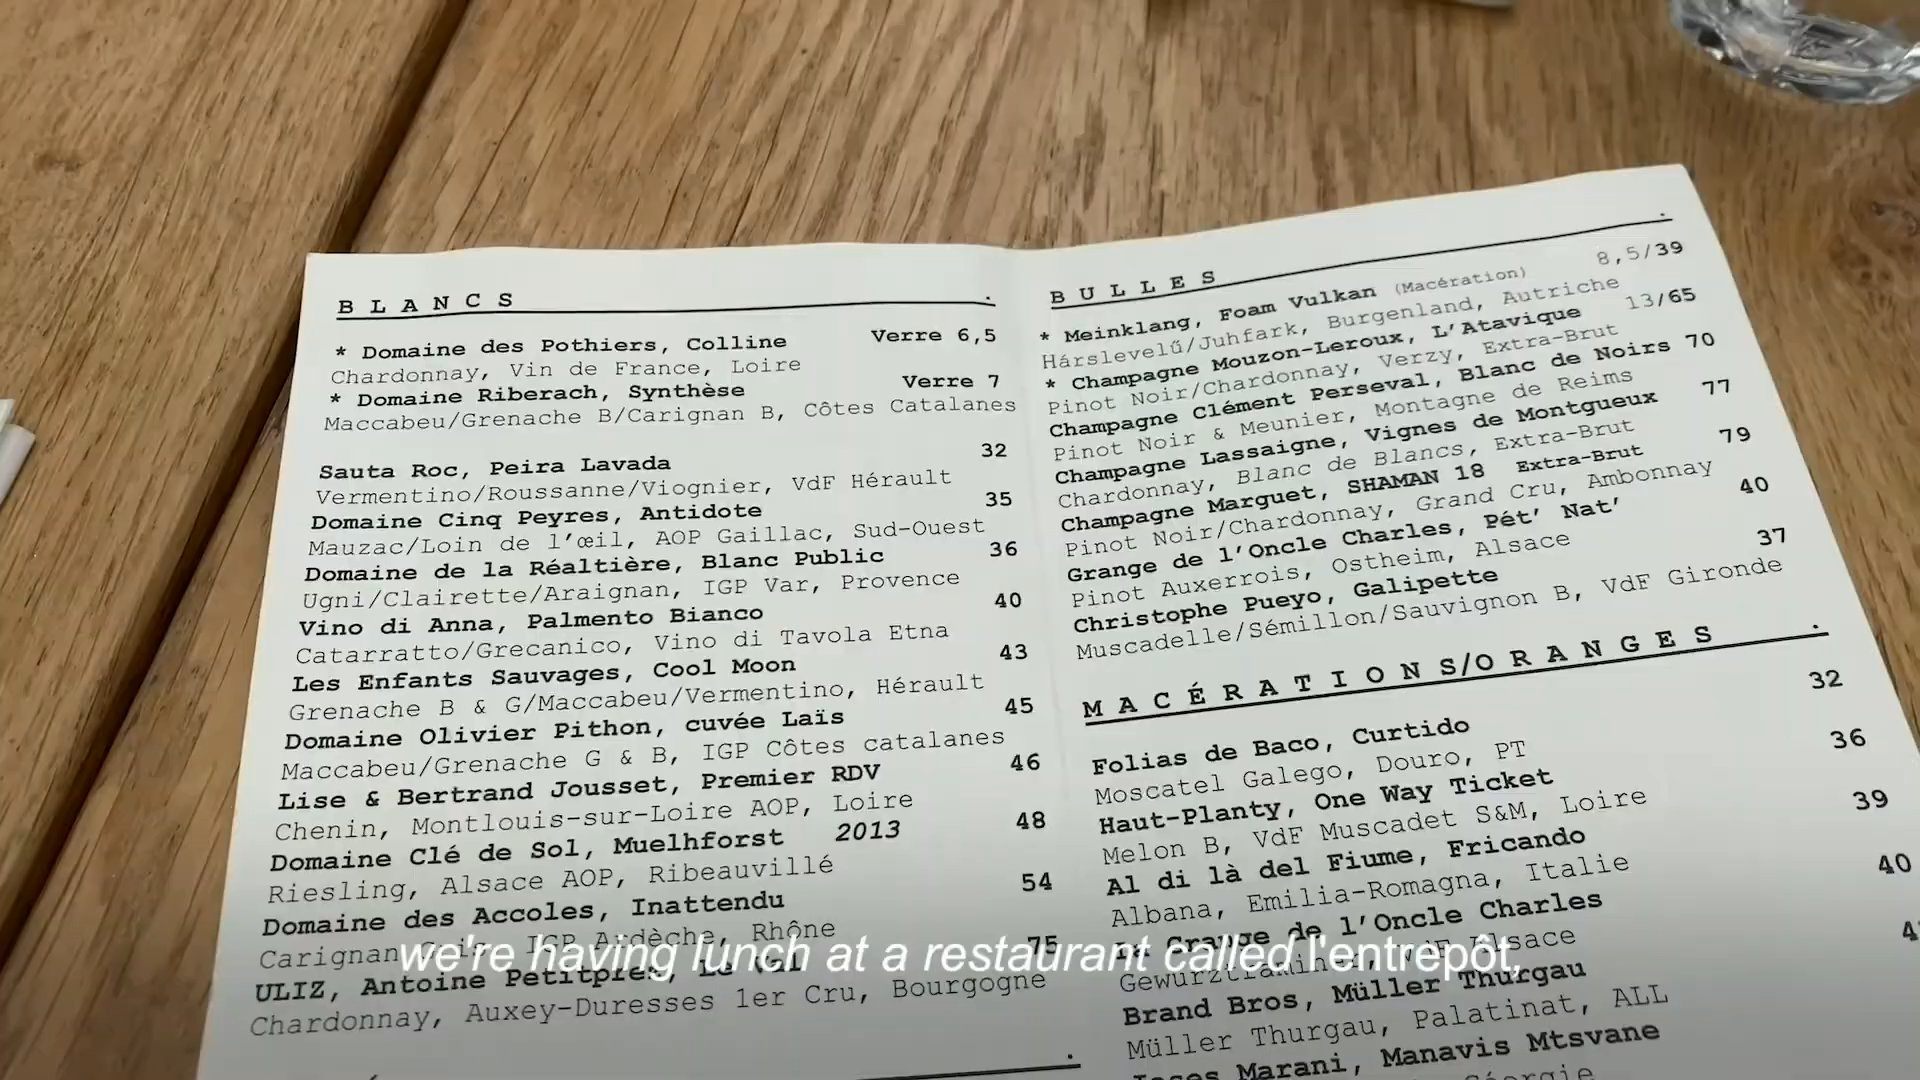 BLANCS
* Domaine des Pothiers, Colline Verre 6,5
Chardonnay, Vin de France, Loire
* Domaine Riberach, Synthèse Verre 7
Maccabeu/Grenache B/Carignan B, Côtes Catalanes
Sauta Roc, Peira Lavada 32
Vermentino/Roussanne/Viognier, VdF Hérault
Domaine Cinq Peyres, Antidote 35
Mauzac/Loin de l'œil, AOP Gaillac, Sud-Ouest
Domaine de la Réaltière, Blanc Public 36
Ugni/Clairette/Araignan, IGP Var, Provence
Vino di Anna, Palmento Bianco 40
Catarratto/Grecanico, Vino di Tavola Etna
Les Enfants Sauvages, Cool Moon 43
Grenache B & G/Maccabeu/Vermentino, Hérault
Domaine Olivier Pithon, cuvée Laïs 45
Maccabeu/Grenache G & B, IGP Côtes catalanes
Lise & Bertrand Jousset, Premier RDV 46
Chenin, Montlouis-sur-Loire AOP, Loire
Domaine Clé de Sol, Muelhforst 2013 48
Riesling, Alsace AOP, Ribeauvillé
Domaine des Accoles, Inattendu 54
Carignan IGP Ardèche, Rhône
ULIZ, Antoine Petitprez, Le Val 75
Chardonnay, Auxey-Duresses 1er Cru, Bourgogne
BULLES
* Meinklang, Foam Vulkan (Macération) 8,5/39
Hárslevelű/Juhfark, Burgenland, Autriche
* Champagne Mouzon-Leroux, L'Atavique 13/65
Pinot Noir/Chardonnay, Verzy, Extra-Brut
Champagne Clément Perseval, Blanc de Noirs 70
Pinot Noir & Meunier, Montagne de Reims
Champagne Lassaigne, Vignes de Montgueux 77
Chardonnay, Blanc de Blancs, Extra-Brut
Champagne Marguet, SHAMAN 18 Extra-Brut 79
Pinot Noir/Chardonnay, Grand Cru, Ambonnay
Grange de l'Oncle Charles, Pét' Nat' 40
Pinot Auxerrois, Ostheim, Alsace
Christophe Pueyo, Galipette 37
Muscadelle/Sémillon/Sauvignon B, VdF Gironde
MACÉRATIONS/ORANGES
Folias de Baco, Curtido 32
Moscatel Galego, Douro, PT
Haut-Planty, One Way Ticket 36
Melon B, VdF Muscadet S&M, Loire
Al di là del Fiume, Fricando 39
Albana, Emilia-Romagna, Italie
La Grange de l'Oncle Charles 40
Gewürztraminer, VdF Alsace
Brand Bros, Müller Thurgau
Müller Thurgau, Palatinat, ALL
Marani, Manavis Mtsvane
Géorgie
we're having lunch at a restaurant called l'entrepôt,